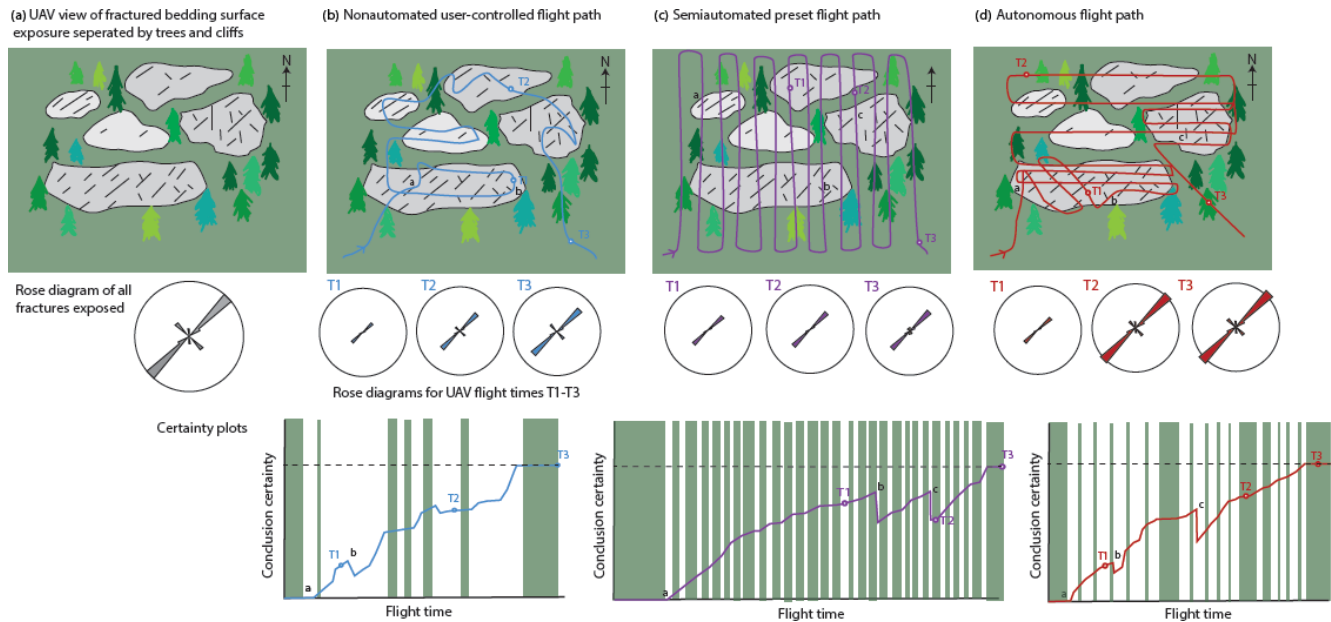 (a) UAV view of fractured bedding surface
exposure seperated by trees and cliffs
(b) Nonautomated user-controlled flight path
(c) Semiautomated preset flight path
(d) Autonomous flight path
N
N
N
N
T2
T1
T3
a
b
T1
T2
T3
a
b
c
T2
T1
T3
a
b
c
Rose diagram of all
fractures exposed
T1
T2
T3
T1
T2
T3
T1
T2
T3
Rose diagrams for UAV flight times T1-T3
Certainty plots
Conclusion certainty
T1
T2
T3
a
b
Flight time
Conclusion certainty
T1
T2
T3
a
b
c
Flight time
Conclusion certainty
T1
T2
T3
a
b
c
Flight time